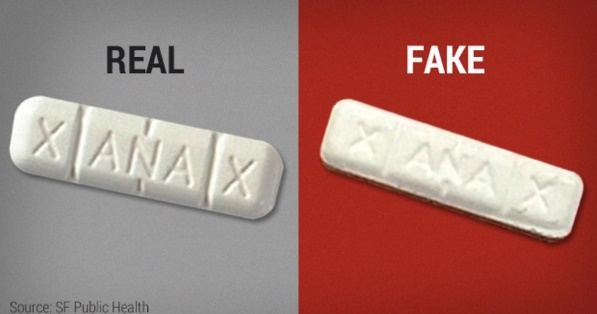 REAL
FAKE
X ANA X
X ANA X
Source: SF Public Health